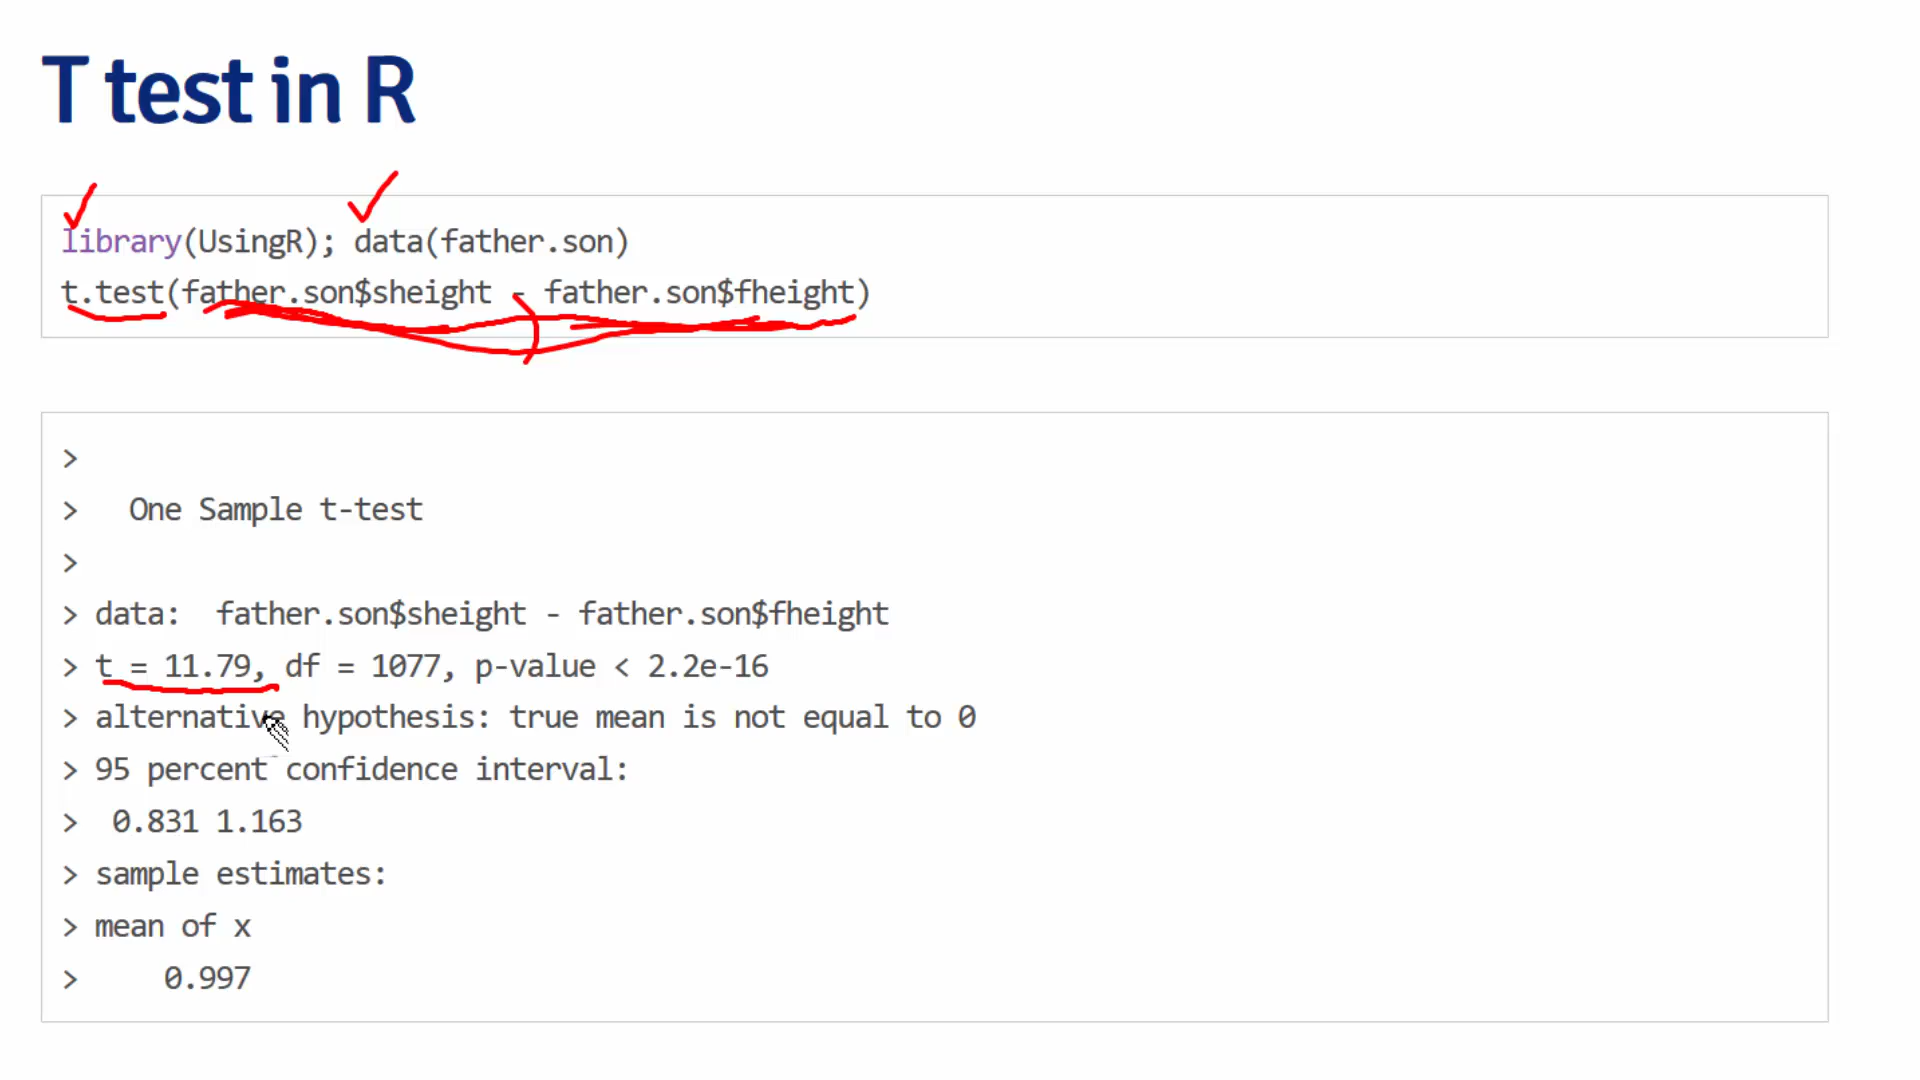 T test in R
library(UsingR); data(father.son)
t.test(father.son$sheight - father.son$fheight)
>
>   One Sample t-test
>
> data:  father.son$sheight - father.son$fheight
> t = 11.79, df = 1077, p-value < 2.2e-16
> alternative hypothesis: true mean is not equal to 0
> 95 percent confidence interval:
>  0.831 1.163
> sample estimates:
> mean of x
>     0.997